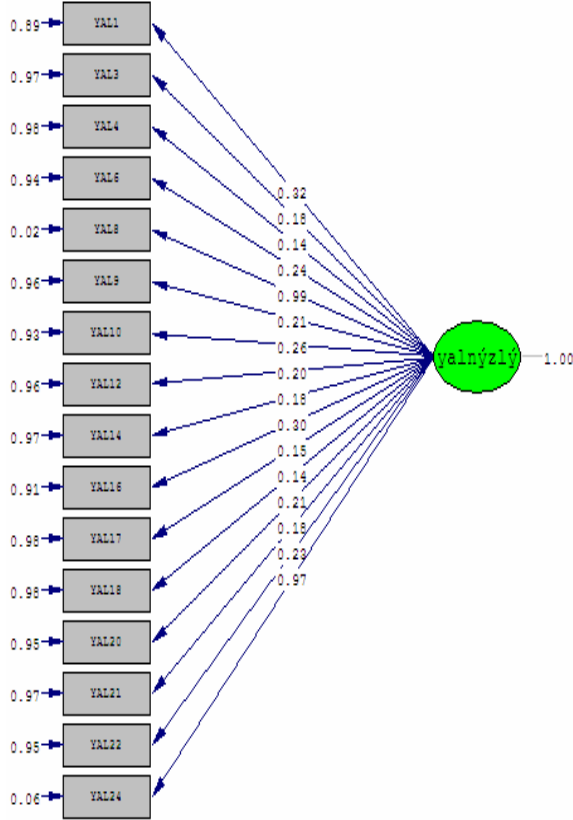 0.89 YAL1
0.97 YAL3
0.98 YAL4
0.94 YAL6
0.32
0.18
0.02 YAL8
0.14
0.24
0.96 YAL9
0.99
0.21
0.93 YAL10
0.26
yalnýzlý 1.00
0.20
0.96 YAL12
0.18
0.30
0.97 YAL14
0.15
0.14
0.91 YAL16
0.21
0.18
0.98 YAL17
0.23
0.97
0.98 YAL18
0.95 YAL20
0.97 YAL21
0.95 YAL22
0.06 YAL24